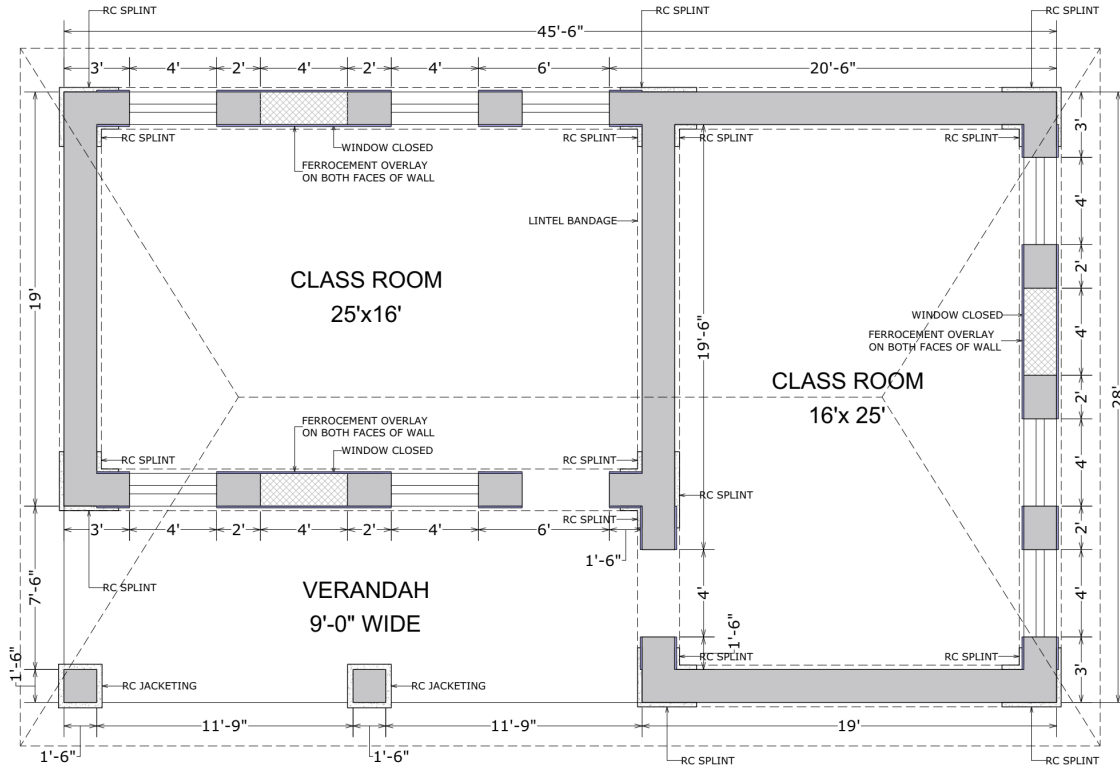 RC SPLINT
RC SPLINT
RC SPLINT
45'-6"
3'
4'
2'
4'
2'
4'
6'
20'-6"
RC SPLINT
RC SPLINT
RC SPLINT
RC SPLINT
3'
WINDOW CLOSED
FERROCEMENT OVERLAY
ON BOTH FACES OF WALL
4'
LINTEL BANDAGE
2'
CLASS ROOM
25'x16'
19'
WINDOW CLOSED
FERROCEMENT OVERLAY
ON BOTH FACES OF WALL
4'
19'-6"
CLASS ROOM
16'x 25'
2'
28'
FERROCEMENT OVERLAY
ON BOTH FACES OF WALL
WINDOW CLOSED
4'
RC SPLINT
RC SPLINT
RC SPLINT
RC SPLINT
2'
3'
4'
2'
4'
2'
4'
6'
1'-6"
RC SPLINT
7'-6"
VERANDAH
9'-0" WIDE
4'
4'
1'-6"
RC SPLINT
RC SPLINT
1'-6"
RC JACKETING
RC JACKETING
3'
11'-9"
11'-9"
19'
1'-6"
1'-6"
RC SPLINT
RC SPLINT